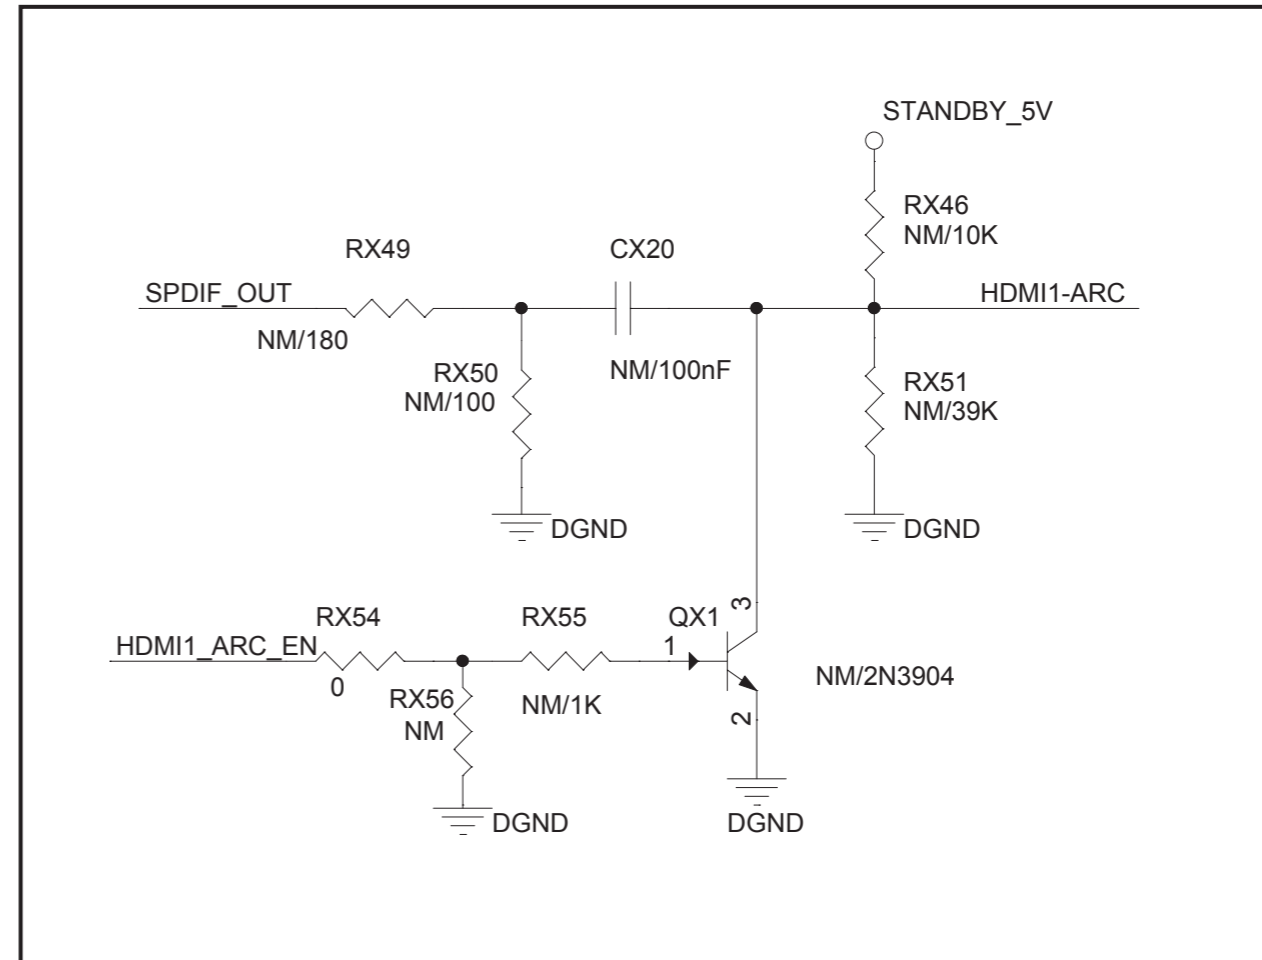 STANDBY_5V
RX46
NM/10K
RX49
CX20
SPDIF_OUT
HDMI1-ARC
NM/180
RX50
NM/100
NM/100nF
RX51
NM/39K
DGND
DGND
RX54
RX55
QX1
3
HDMI1_ARC_EN
1
0
RX56
NM
NM/1K
NM/2N3904
2
DGND
DGND